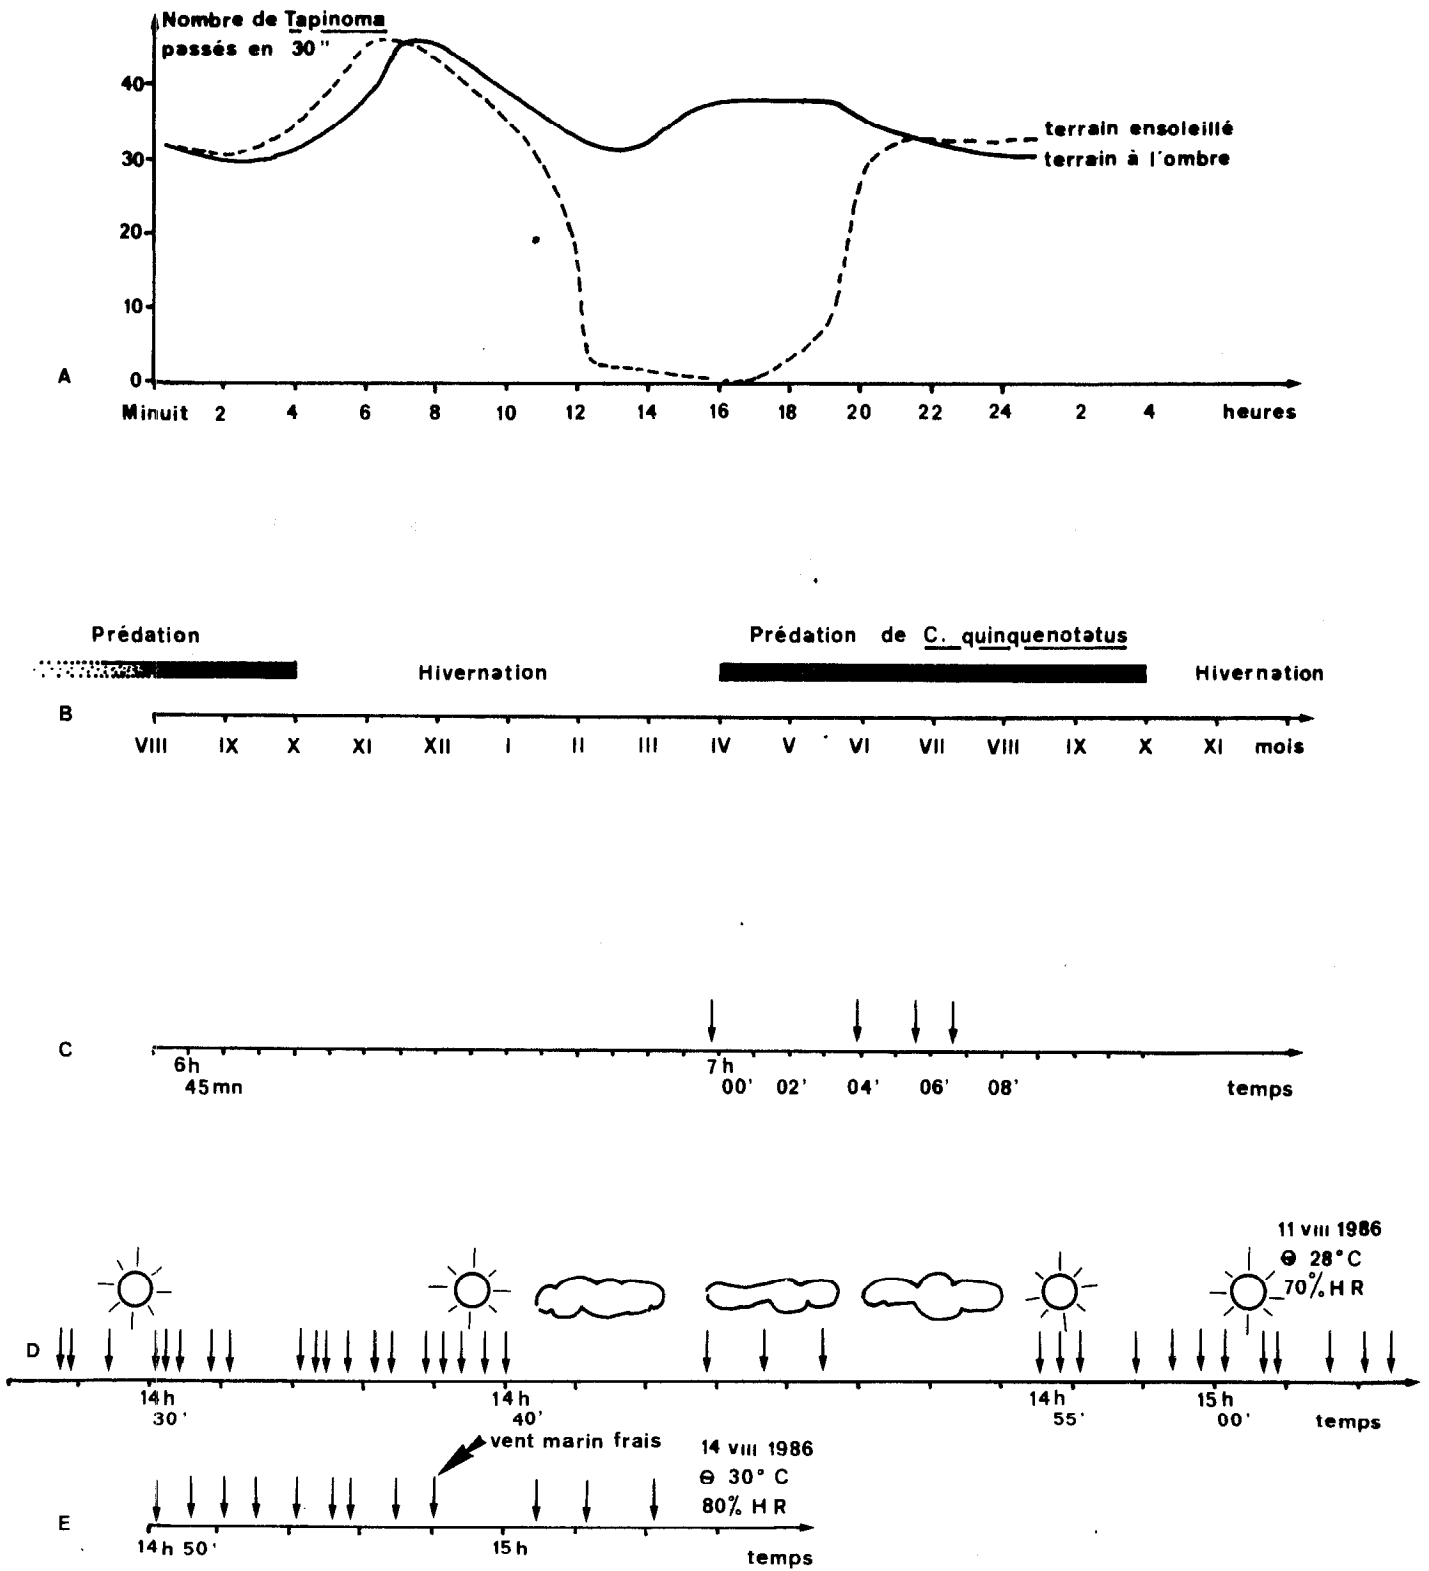 Nombre de Tapinoma
passés en 30"
40
30
20
10
0
terrain ensoleillé
terrain à l'ombre
A
Minuit 2 4 6 8 10 12 14 16 18 20 22 24 2 4 heures
Prédation
Prédation de C. quinquenotatus
Hivernation
Hivernation
B
VIII IX X XI XII I II III IV V VI VII VIII IX X XI mois
C
6h
45mn
7h
00' 02' 04' 06' 08'
temps
11 VIII 1986
θ 28°C
70% HR
D
14h
30'
14h
40'
14h
55'
15h
00'
temps
vent marin frais
14 VIII 1986
θ 30° C
80% HR
E
14h 50'
15h
temps